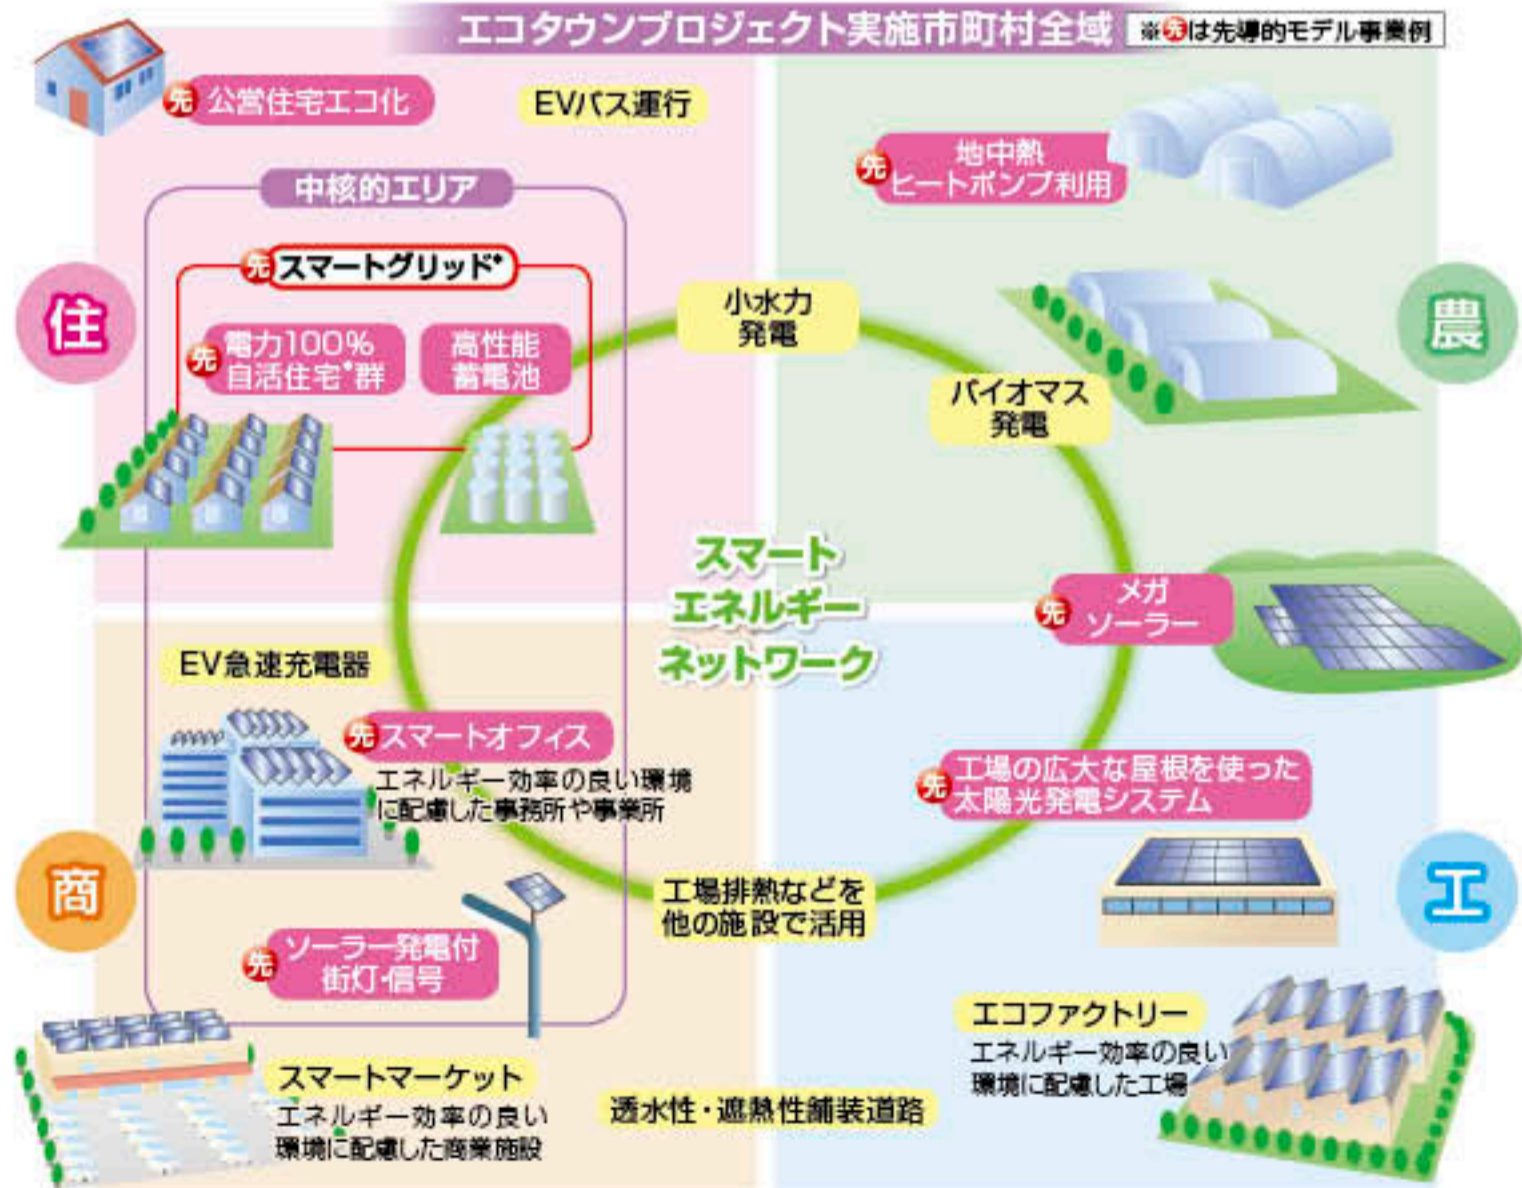 エコタウンプロジェクト実施市町村全域
※先は先導的モデル事業例
先 公営住宅エコ化
EVバス運行
先 地中熱
ヒートポンプ利用
中核的エリア
先 スマートグリッド*
住
農
先 電力100%
自活住宅*群
高性能
蓄電池
小水力
発電
バイオマス
発電
スマート
エネルギー
ネットワーク
先 メガ
ソーラー
EV急速充電器
先 スマートオフィス
エネルギー効率の良い環境
に配慮した事務所や事業所
先 工場の広大な屋根を使った
太陽光発電システム
商
工
工場排熱などを
他の施設で活用
先 ソーラー発電付
街灯・信号
エコファクトリー
エネルギー効率の良い
環境に配慮した工場
スマートマーケット
エネルギー効率の良い
環境に配慮した商業施設
透水性・遮熱性舗装道路